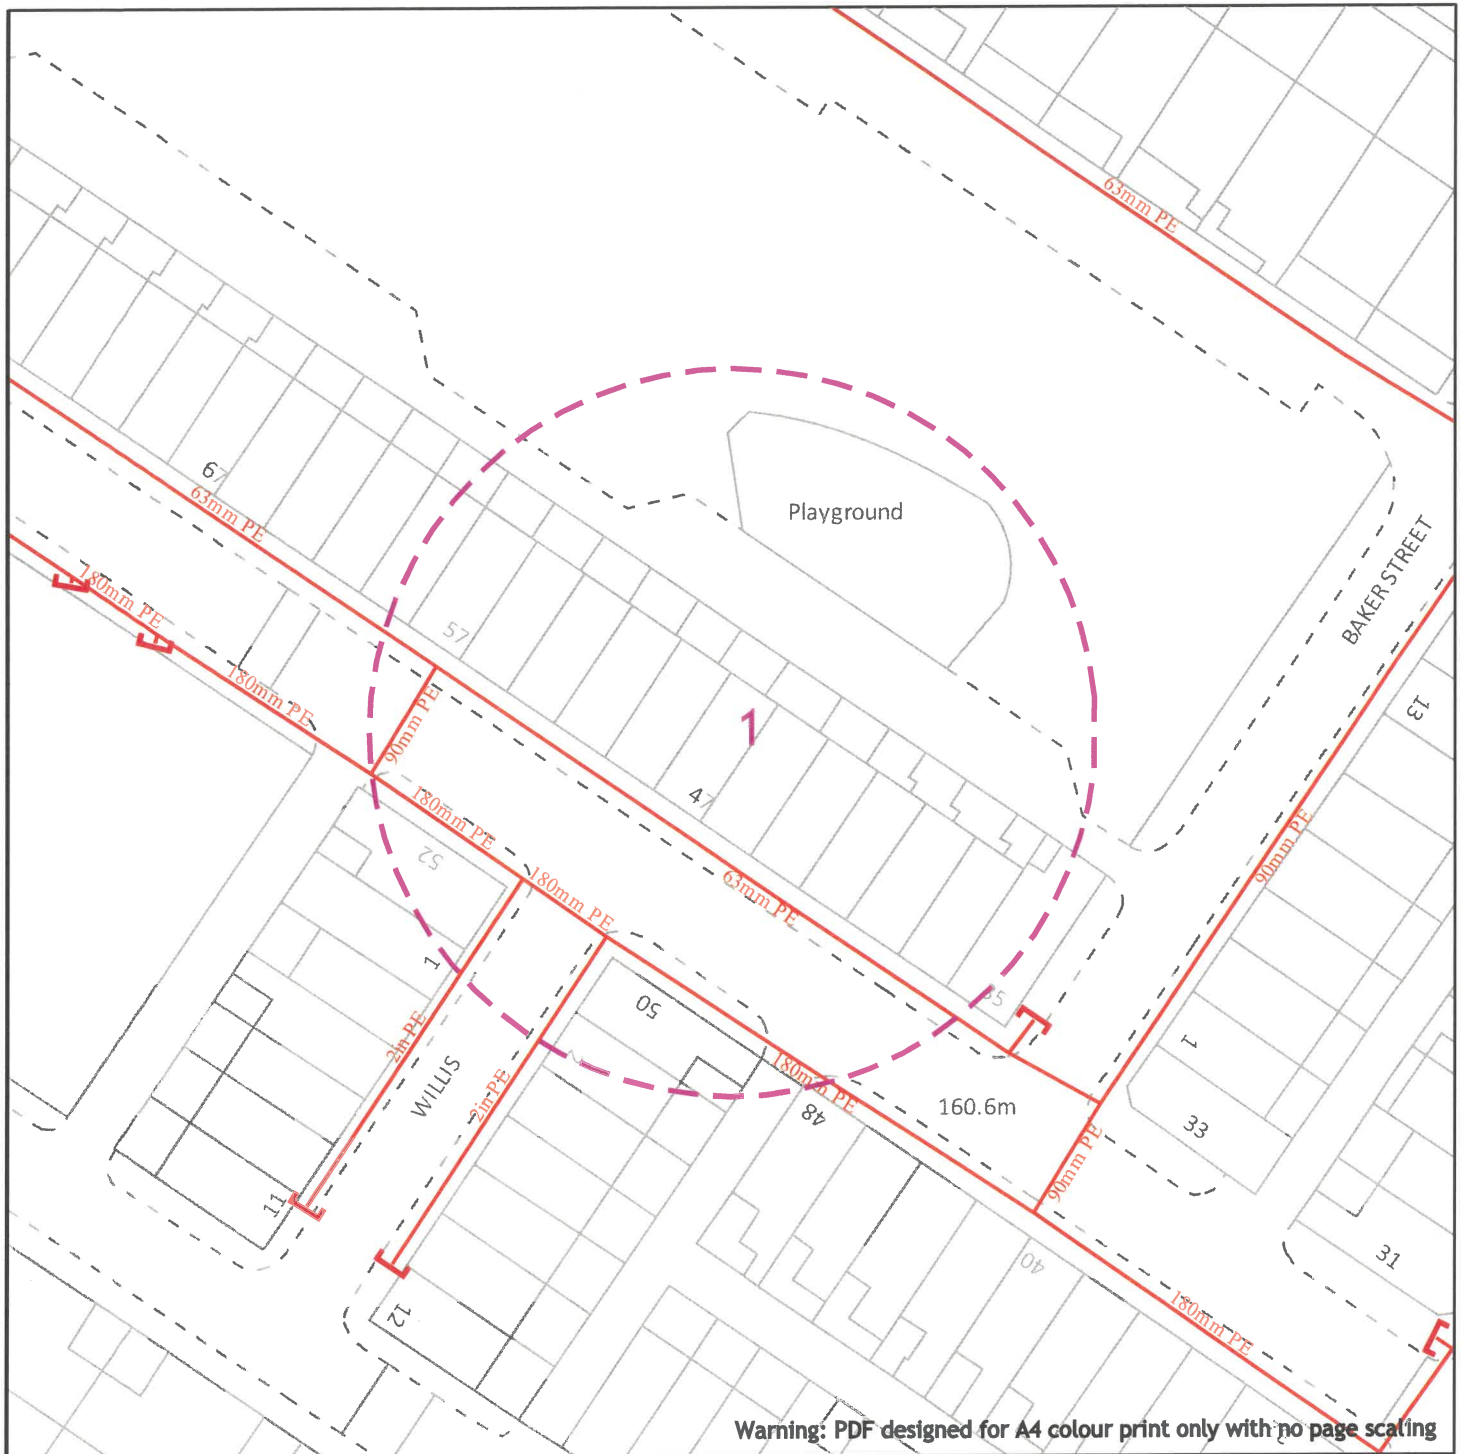 63mm PE
67
63mm PE
Playground
BAKER STREET
180mm PE
57
180mm PE
90mm PE
13
1
47
180mm PE
52
180mm PE
63mm PE
90mm PE
1
35
50
2in PE
WILLIS
2in PE
2
180mm PE
48
160.6m
1
33
90mm PE
11
12
40
31
180mm PE
Warning: PDF designed for A4 colour print only with no page scaling